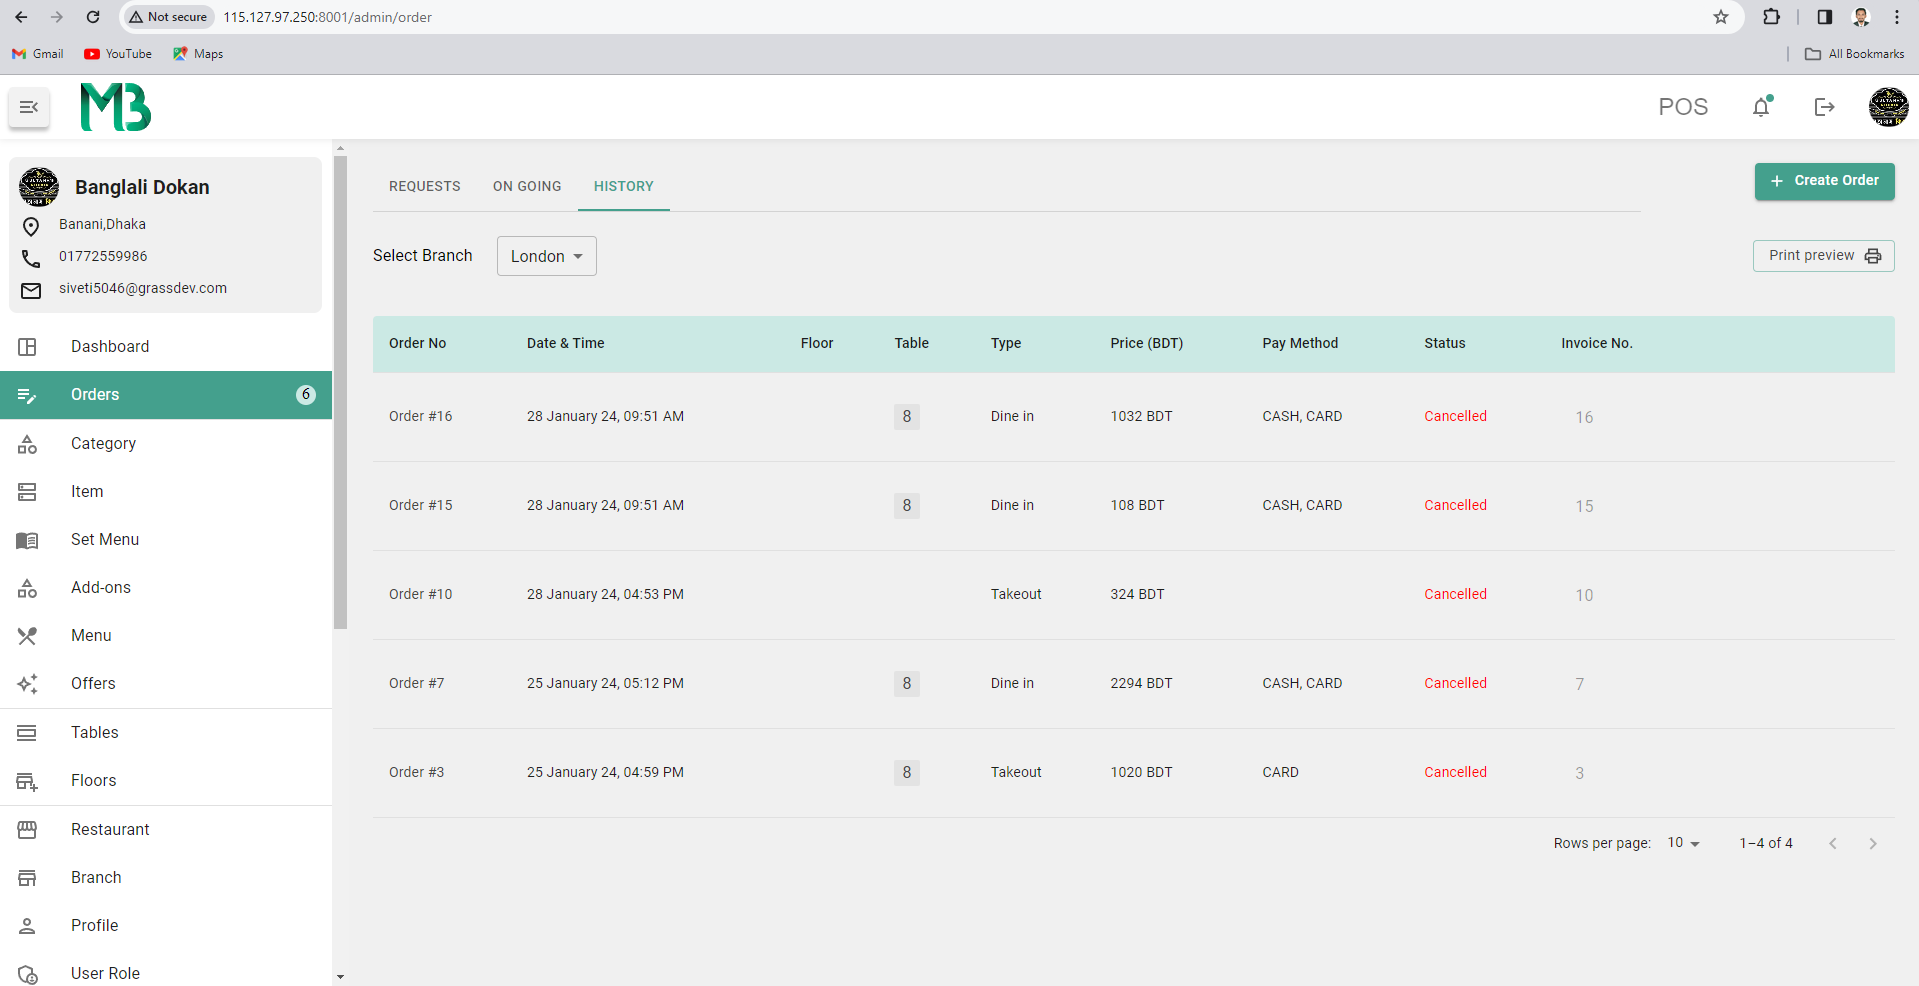 Not secure 115.127.97.250:8001/admin/order
Gmail YouTube Maps All Bookmarks
MB POS
Banglali Dokan
Banani,Dhaka
01772559986
siveti5046@grassdev.com
Dashboard
Orders 6
Category
Item
Set Menu
Add-ons
Menu
Offers
Tables
Floors
Restaurant
Branch
Profile
User Role
REQUESTS ON GOING HISTORY
+ Create Order
Select Branch London
Print preview
Order No Date & Time Floor Table Type Price (BDT) Pay Method Status Invoice No.
Order #16 28 January 24, 09:51 AM 8 Dine in 1032 BDT CASH, CARD Cancelled 16
Order #15 28 January 24, 09:51 AM 8 Dine in 108 BDT CASH, CARD Cancelled 15
Order #10 28 January 24, 04:53 PM Takeout 324 BDT Cancelled 10
Order #7 25 January 24, 05:12 PM 8 Dine in 2294 BDT CASH, CARD Cancelled 7
Order #3 25 January 24, 04:59 PM 8 Takeout 1020 BDT CARD Cancelled 3
Rows per page: 10 1–4 of 4